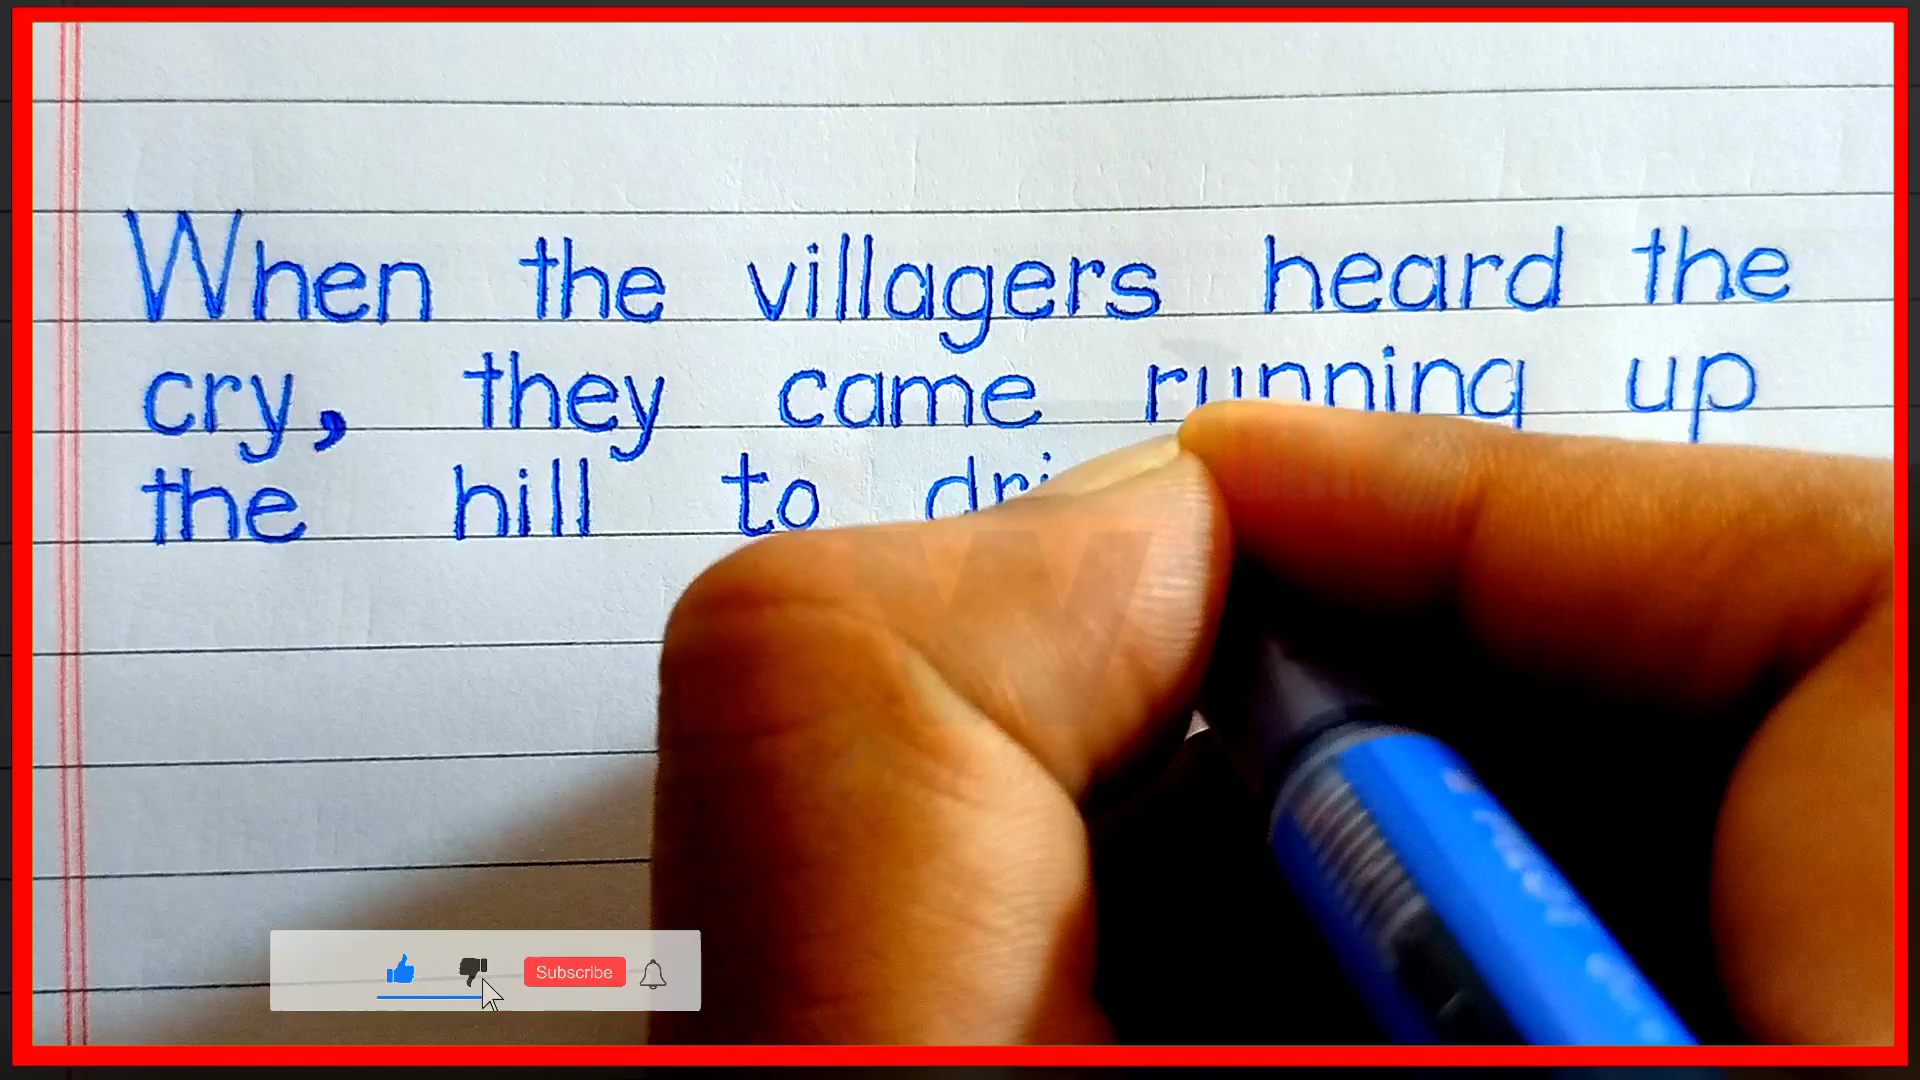 When the villagers heard the
cry, they came running up
the hill to
Subscribe